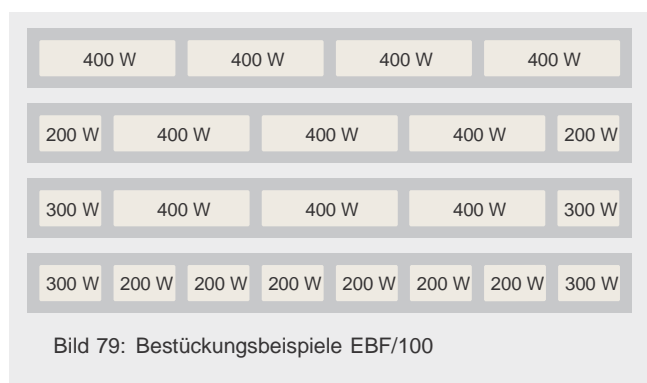 400 W 400 W 400 W 400 W
200 W 400 W 400 W 400 W 200 W
300 W 400 W 400 W 400 W 300 W
300 W 200 W 200 W 200 W 200 W 200 W 200 W 300 W
Bild 79: Bestückungsbeispiele EBF/100